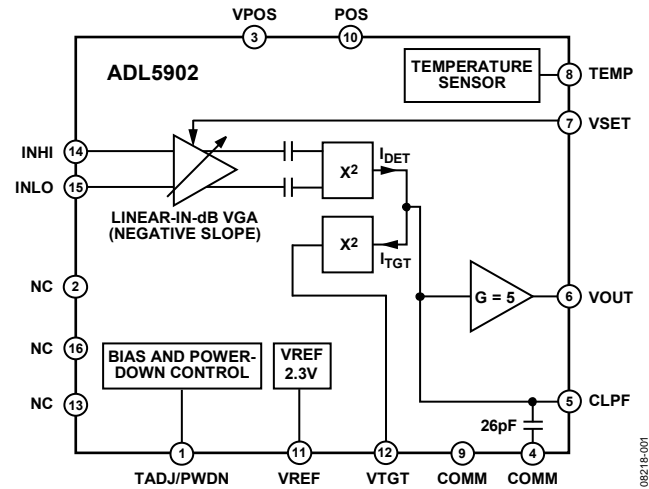 VPOS
POS
3
10
ADL5902
TEMPERATURE
SENSOR
8
TEMP
7
VSET
INHI
14
X2
IDET
INLO
15
LINEAR-IN-dB VGA
(NEGATIVE SLOPE)
X2
ITGT
NC
2
G = 5
6
VOUT
NC
16
BIAS AND POWER-
DOWN CONTROL
VREF
2.3V
NC
13
5
CLPF
26pF
1
11
12
9
4
TADJ/PWDN
VREF
VTGT
COMM
COMM
08218-001